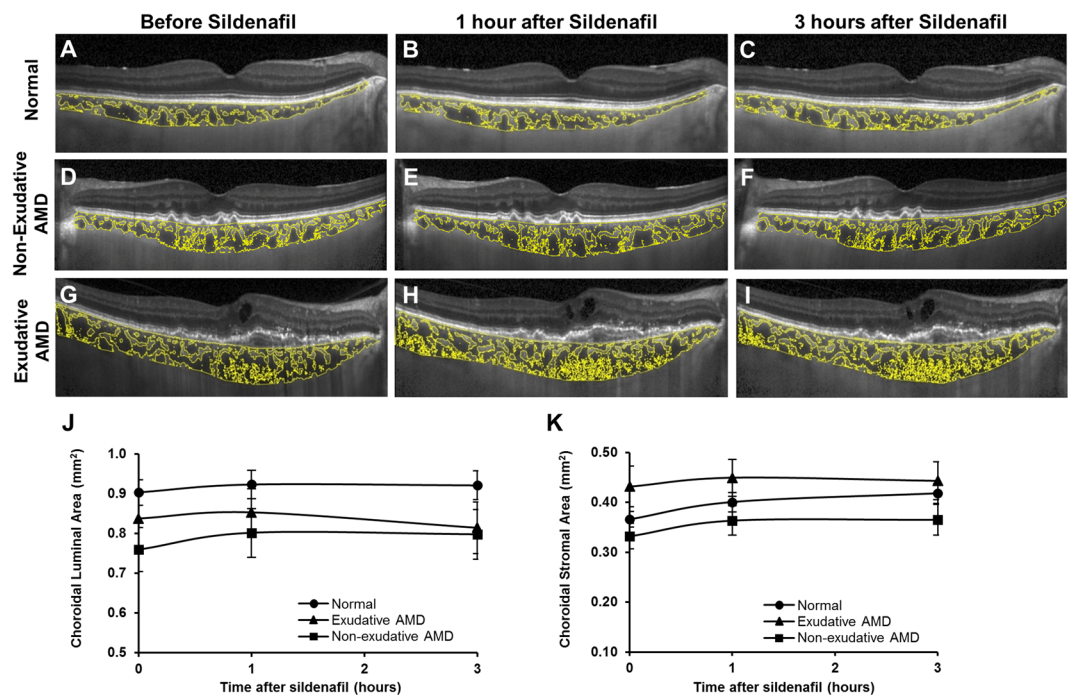 Before Sildenafil
1 hour after Sildenafil
3 hours after Sildenafil
Normal
A
B
C
Non-Exudative
AMD
D
E
F
Exudative
AMD
G
H
I
J
Choroidal Luminal Area (mm²)
1.0
0.9
0.8
0.7
0.6
0.5
Normal
Exudative AMD
Non-exudative AMD
0
1
2
3
Time after sildenafil (hours)
K
Choroidal Stromal Area (mm²)
0.50
0.40
0.30
0.20
0.10
Normal
Exudative AMD
Non-exudative AMD
0
1
2
3
Time after sildenafil (hours)